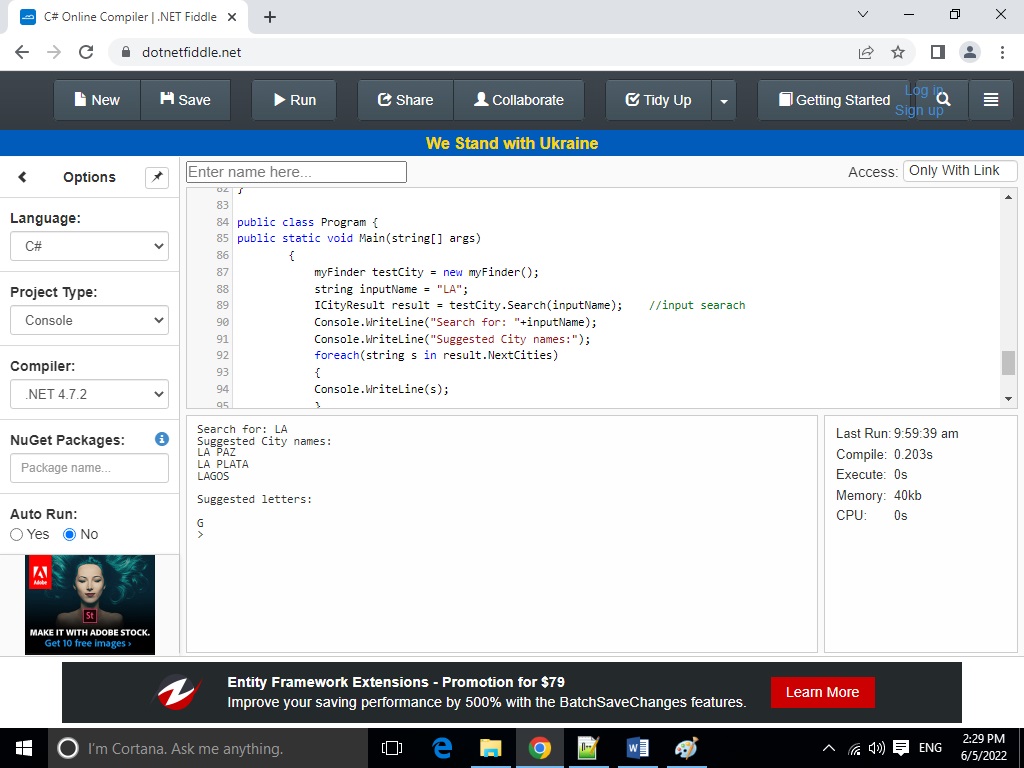 C# Online Compiler | .NET Fiddle
dotnetfiddle.net
New Save Run Share Collaborate Tidy Up Getting Started Log in
Sign up
We Stand with Ukraine
Options
Language:
C#
Project Type:
Console
Compiler:
.NET 4.7.2
NuGet Packages:
Package name...
Auto Run:
Yes No
Adobe
St
MAKE IT WITH ADOBE STOCK.
Get 10 free images ›
Enter name here...
Access: Only With Link
82 }
83
84 public class Program {
85 public static void Main(string[] args)
86 {
87 myFinder testCity = new myFinder();
88 string inputName = "LA";
89 ICityResult result = testCity.Search(inputName); //input searach
90 Console.WriteLine("Search for: "+inputName);
91 Console.WriteLine("Suggested City names:");
92 foreach(string s in result.NextCities)
93 {
94 Console.WriteLine(s);
95 }
Search for: LA
Suggested City names:
LA PAZ
LA PLATA
LAGOS
Suggested letters:
G
>
Last Run: 9:59:39 am
Compile: 0.203s
Execute: 0s
Memory: 40kb
CPU: 0s
Entity Framework Extensions - Promotion for $79
Improve your saving performance by 500% with the BatchSaveChanges features.
Learn More
I'm Cortana. Ask me anything.
ENG
2:29 PM
6/5/2022